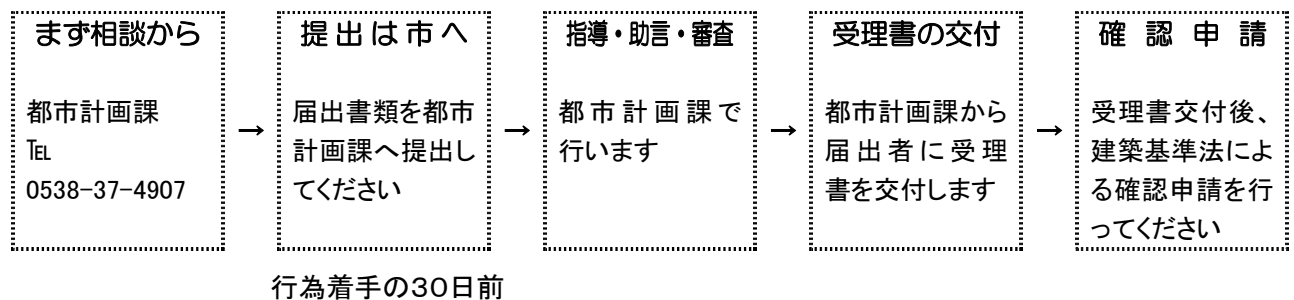 まず相談から
都市計画課
℡
0538-37-4907
→
提出は市へ
届出書類を都市
計画課へ提出し
てください
→
指導・助言・審査
都市計画課で
行います
→
受理書の交付
都市計画課から
届出者に受理
書を交付します
→
確認申請
受理書交付後、
建築基準法によ
る確認申請を行
ってください
行為着手の30日前